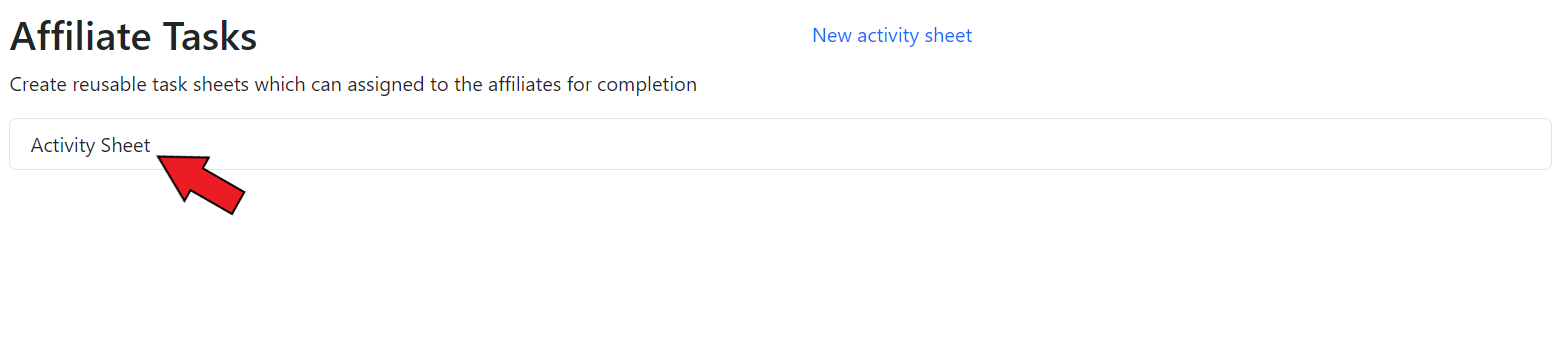 Affiliate Tasks
New activity sheet
Create reusable task sheets which can assigned to the affiliates for completion
Activity Sheet